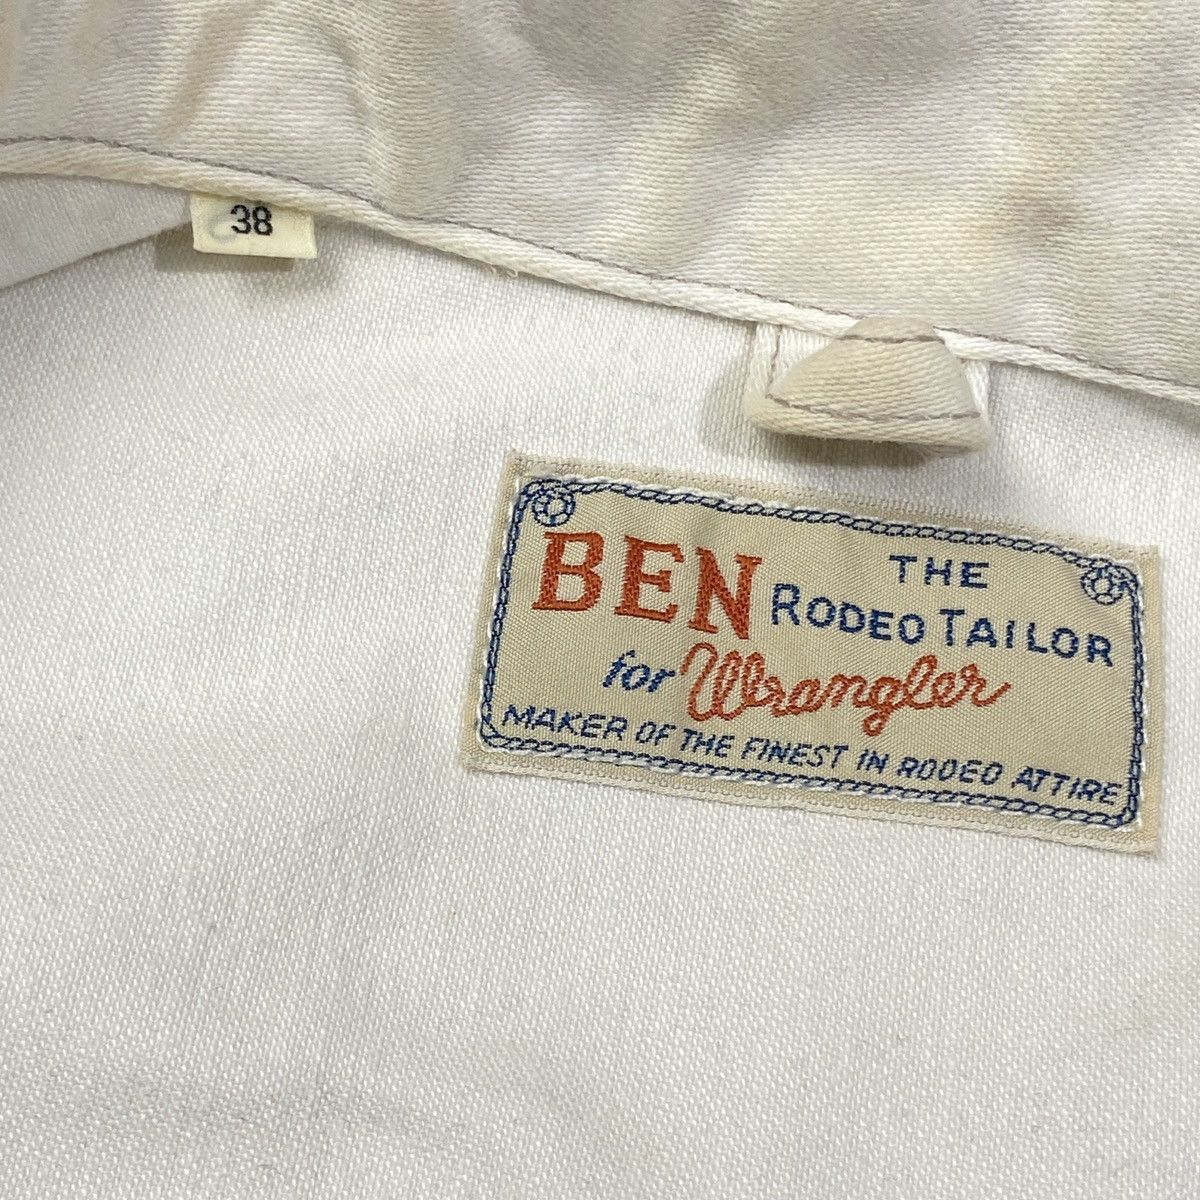 38
THE
BEN RODEO TAILOR
for Wrangler
MAKER OF THE FINEST IN RODEO ATTIRE